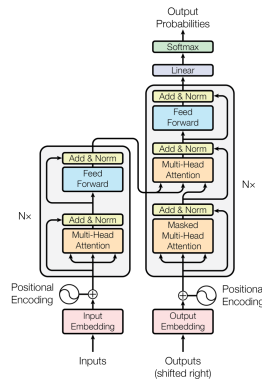 Output
Probabilities
Softmax
Linear
Add & Norm
Feed
Forward
Add & Norm
Multi-Head
Attention
Nx
Add & Norm
Masked
Multi-Head
Attention
Positional
Encoding
Output
Embedding
Outputs
(shifted right)
Add & Norm
Feed
Forward
Nx
Add & Norm
Multi-Head
Attention
Positional
Encoding
Input
Embedding
Inputs